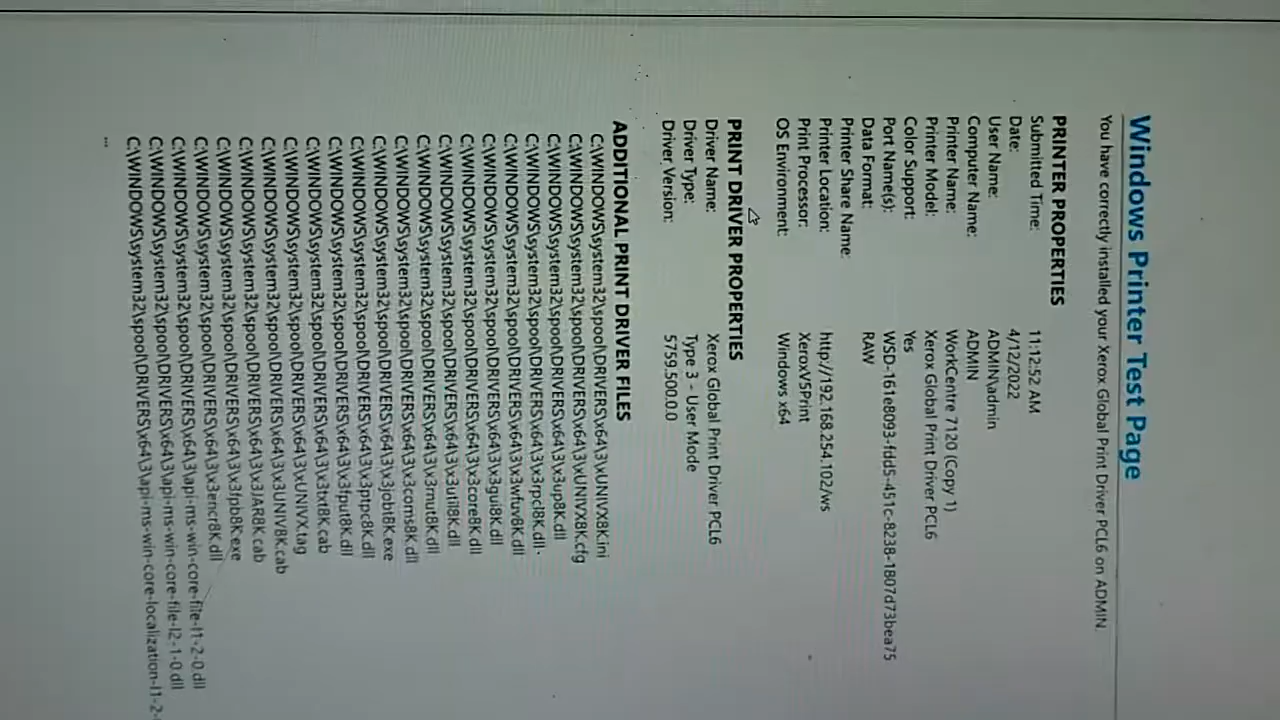 Windows Printer Test Page
You have correctly installed your Xerox Global Print Driver PCL6 on ADMIN.
PRINTER PROPERTIES
Submitted Time: 11:12:52 AM
Date: 4/12/2022
User Name: ADMIN\admin
Computer Name: ADMIN
Printer Name: WorkCentre 7120 (Copy 1)
Printer Model: Xerox Global Print Driver PCL6
Color Support: Yes
Port Name(s): WSD-161e8093-fdd5-451c-8238-1807d73bea75
Data Format: RAW
Printer Share Name:
Printer Location: http://192.168.254.102/ws
Print Processor: XeroxV5Print
OS Environment: Windows x64
PRINT DRIVER PROPERTIES
Driver Name: Xerox Global Print Driver PCL6
Driver Type: Type 3 - User Mode
Driver Version: 5759.500.0.0
ADDITIONAL PRINT DRIVER FILES
C:\WINDOWS\system32\spool\DRIVERS\x64\3\xUNIVX8K.ini
C:\WINDOWS\system32\spool\DRIVERS\x64\3\xUNIVX8K.cfg
C:\WINDOWS\system32\spool\DRIVERS\x64\3\x3up8K.dll
C:\WINDOWS\system32\spool\DRIVERS\x64\3\x3rpcl8K.dll
C:\WINDOWS\system32\spool\DRIVERS\x64\3\x3wfuv8K.dll
C:\WINDOWS\system32\spool\DRIVERS\x64\3\x3gui8K.dll
C:\WINDOWS\system32\spool\DRIVERS\x64\3\x3core8K.dll
C:\WINDOWS\system32\spool\DRIVERS\x64\3\x3util8K.dll
C:\WINDOWS\system32\spool\DRIVERS\x64\3\x3rnut8K.dll
C:\WINDOWS\system32\spool\DRIVERS\x64\3\x3coms8K.dll
C:\WINDOWS\system32\spool\DRIVERS\x64\3\x3jobt8K.exe
C:\WINDOWS\system32\spool\DRIVERS\x64\3\x3ptpc8K.dll
C:\WINDOWS\system32\spool\DRIVERS\x64\3\x3fput8K.dll
C:\WINDOWS\system32\spool\DRIVERS\x64\3\x3txt8K.cab
C:\WINDOWS\system32\spool\DRIVERS\x64\3\xUNIVX.tag
C:\WINDOWS\system32\spool\DRIVERS\x64\3\x3UNIV8K.cab
C:\WINDOWS\system32\spool\DRIVERS\x64\3\x3JAR8K.cab
C:\WINDOWS\system32\spool\DRIVERS\x64\3\x3fpb8K.exe
C:\WINDOWS\system32\spool\DRIVERS\x64\3\x3encr8K.dll
C:\WINDOWS\system32\spool\DRIVERS\x64\3\api-ms-win-core-file-l1-2-0.dll
C:\WINDOWS\system32\spool\DRIVERS\x64\3\api-ms-win-core-file-l2-1-0.dll
C:\WINDOWS\system32\spool\DRIVERS\x64\3\api-ms-win-core-localization-l1-2-
...